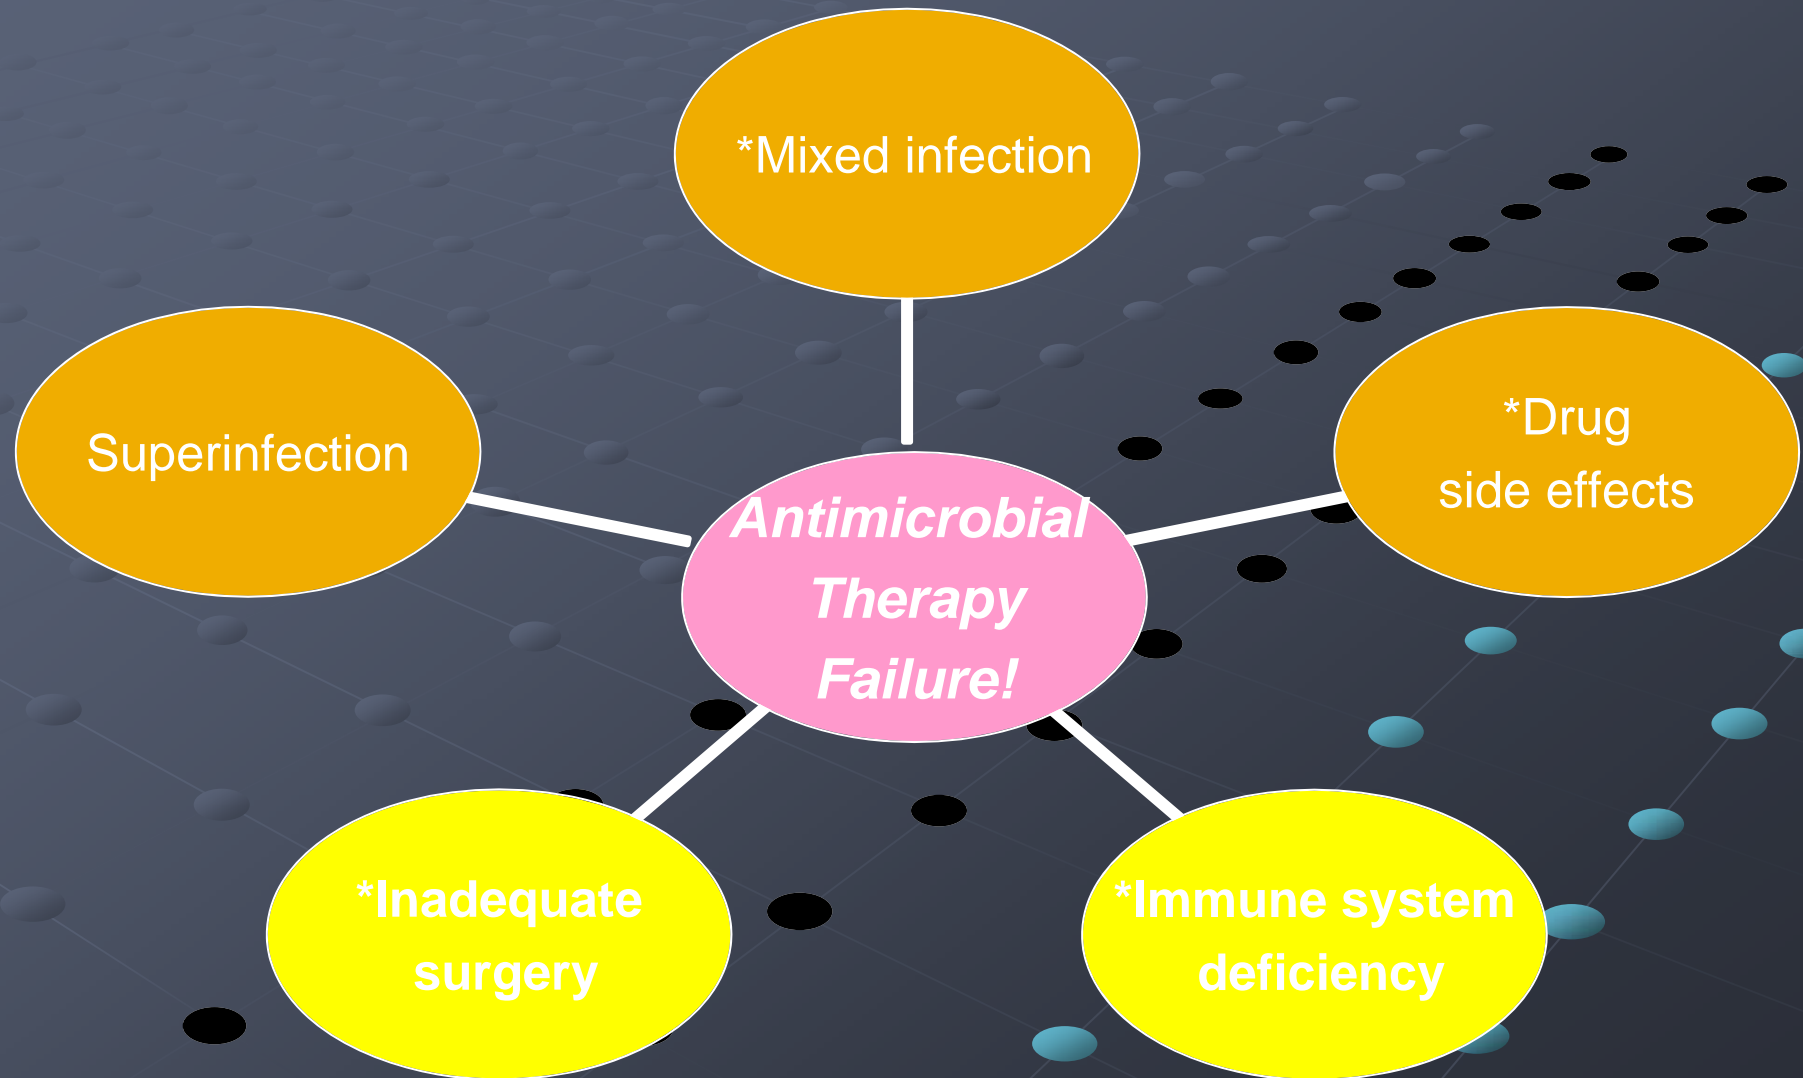 *Mixed infection
*Drug
side effects
Superinfection
Antimicrobial
Therapy
Failure!
*Inadequate
surgery
*Immune system
deficiency